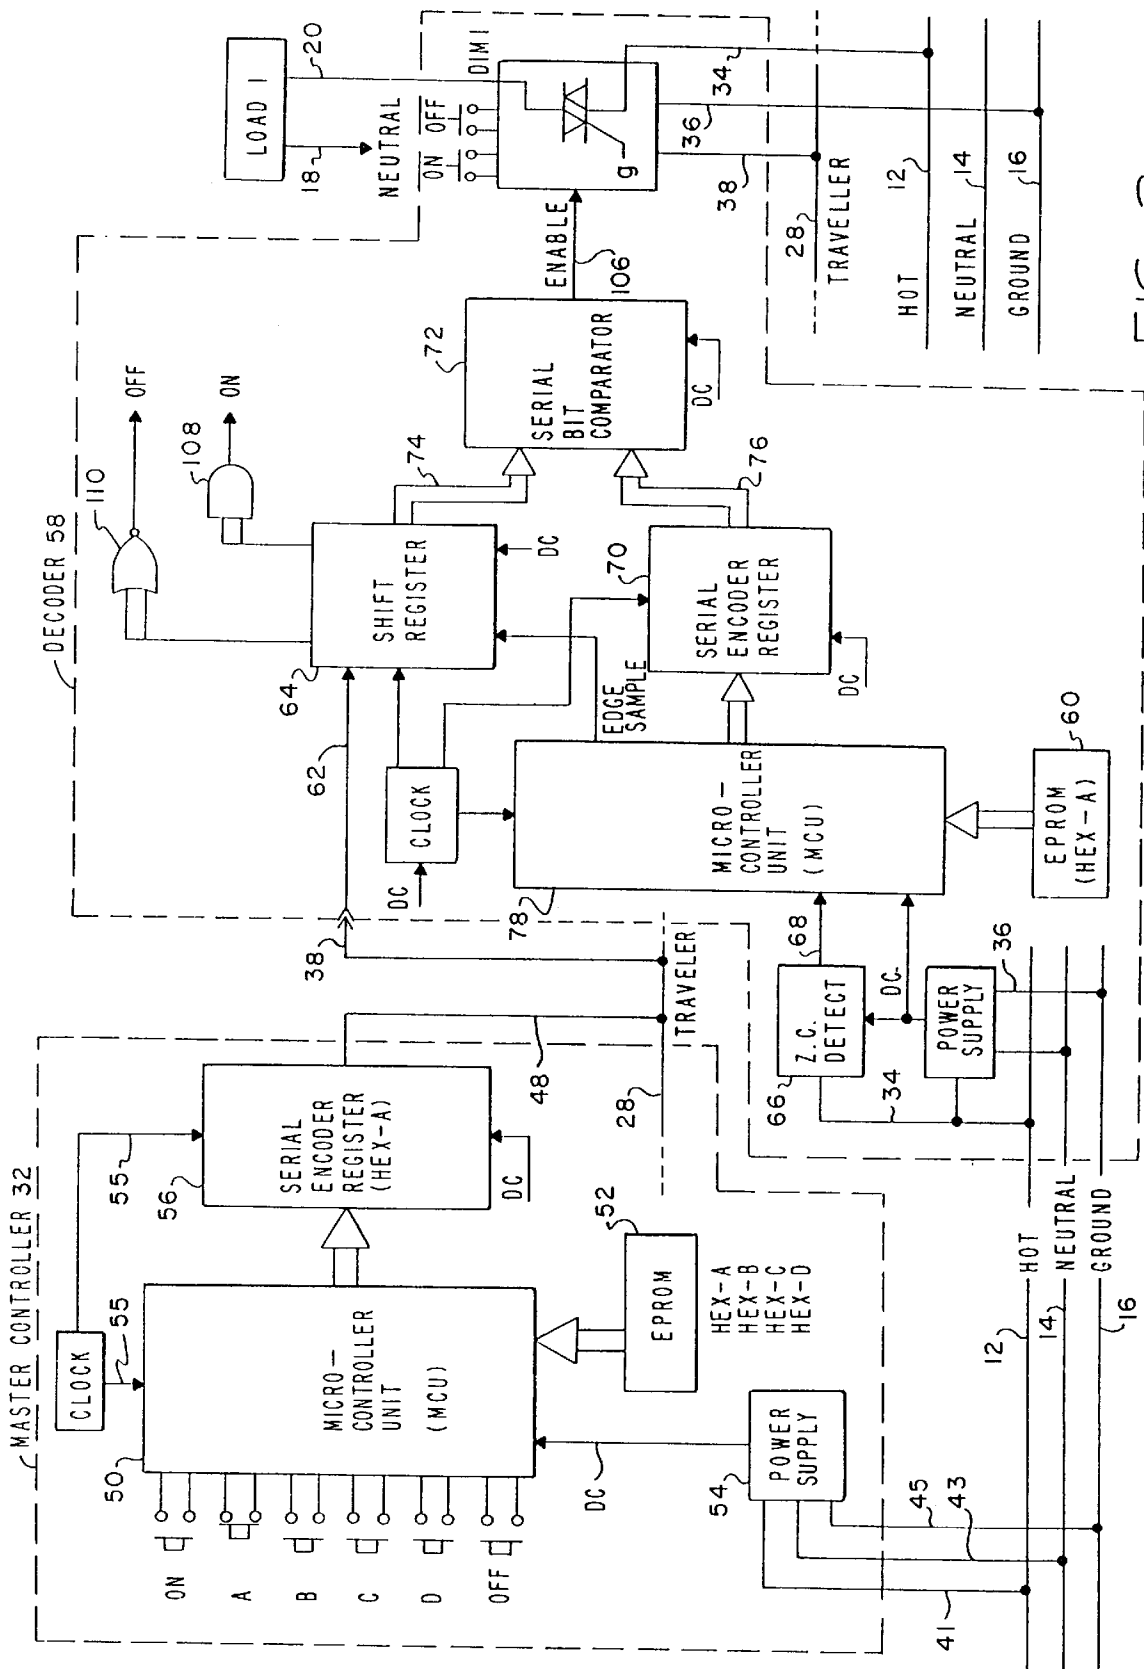 MASTER CONTROLLER 32
CLOCK
55
55
50
ON
A
B
C
D
OFF
MICRO-
CONTROLLER
UNIT
(MCU)
56
SERIAL
ENCODER
REGISTER
(HEX-A)
DC
48
EPROM
52
HEX-A
HEX-B
HEX-C
HEX-D
DC
54
POWER
SUPPLY
45
43
41
28
TRAVELER
38
12
HOT
14
NEUTRAL
16
GROUND
DECODER 58
110
OFF
108
ON
62
64
SHIFT
REGISTER
DC
74
DC
CLOCK
EDGE
SAMPLE
70
SERIAL
ENCODER
REGISTER
DC
76
72
SERIAL
BIT
COMPARATOR
DC
ENABLE
106
78
MICRO-
CONTROLLER
UNIT
(MCU)
60
EPROM
(HEX-A)
68
66
Z.C.
DETECT
DC
34
POWER
SUPPLY
36
LOAD 1
18
20
NEUTRAL
ON
OFF
DIM 1
g
38
36
34
28
TRAVELLER
HOT
12
NEUTRAL
14
GROUND
16